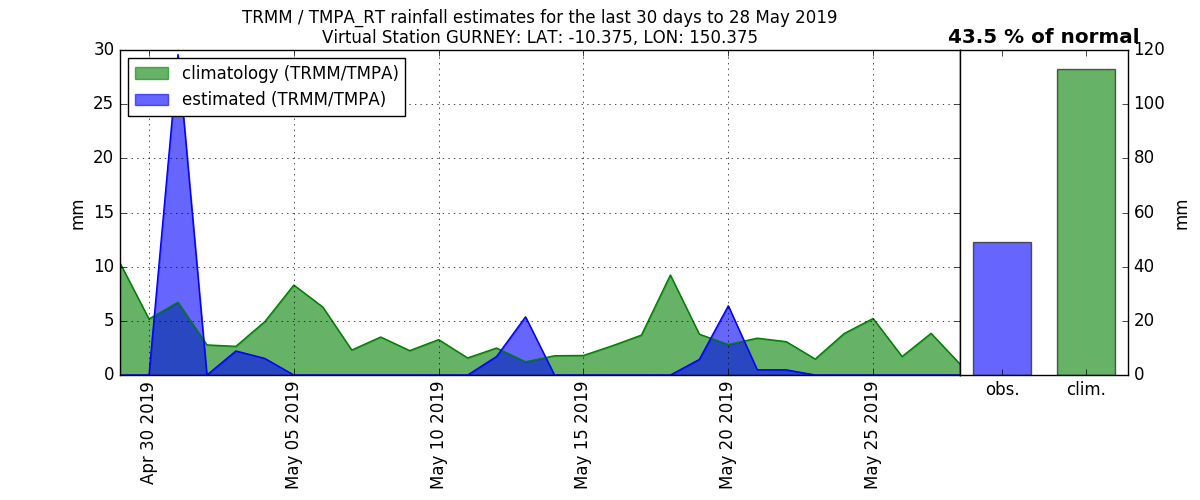 TRMM / TMPA_RT rainfall estimates for the last 30 days to 28 May 2019
Virtual Station GURNEY: LAT: -10.375, LON: 150.375
43.5 % of normal
climatology (TRMM/TMPA)
estimated (TRMM/TMPA)
mm
30
25
20
15
10
5
0
Apr 30 2019
May 05 2019
May 10 2019
May 15 2019
May 20 2019
May 25 2019
obs.
clim.
120
100
80
60
40
20
0
mm